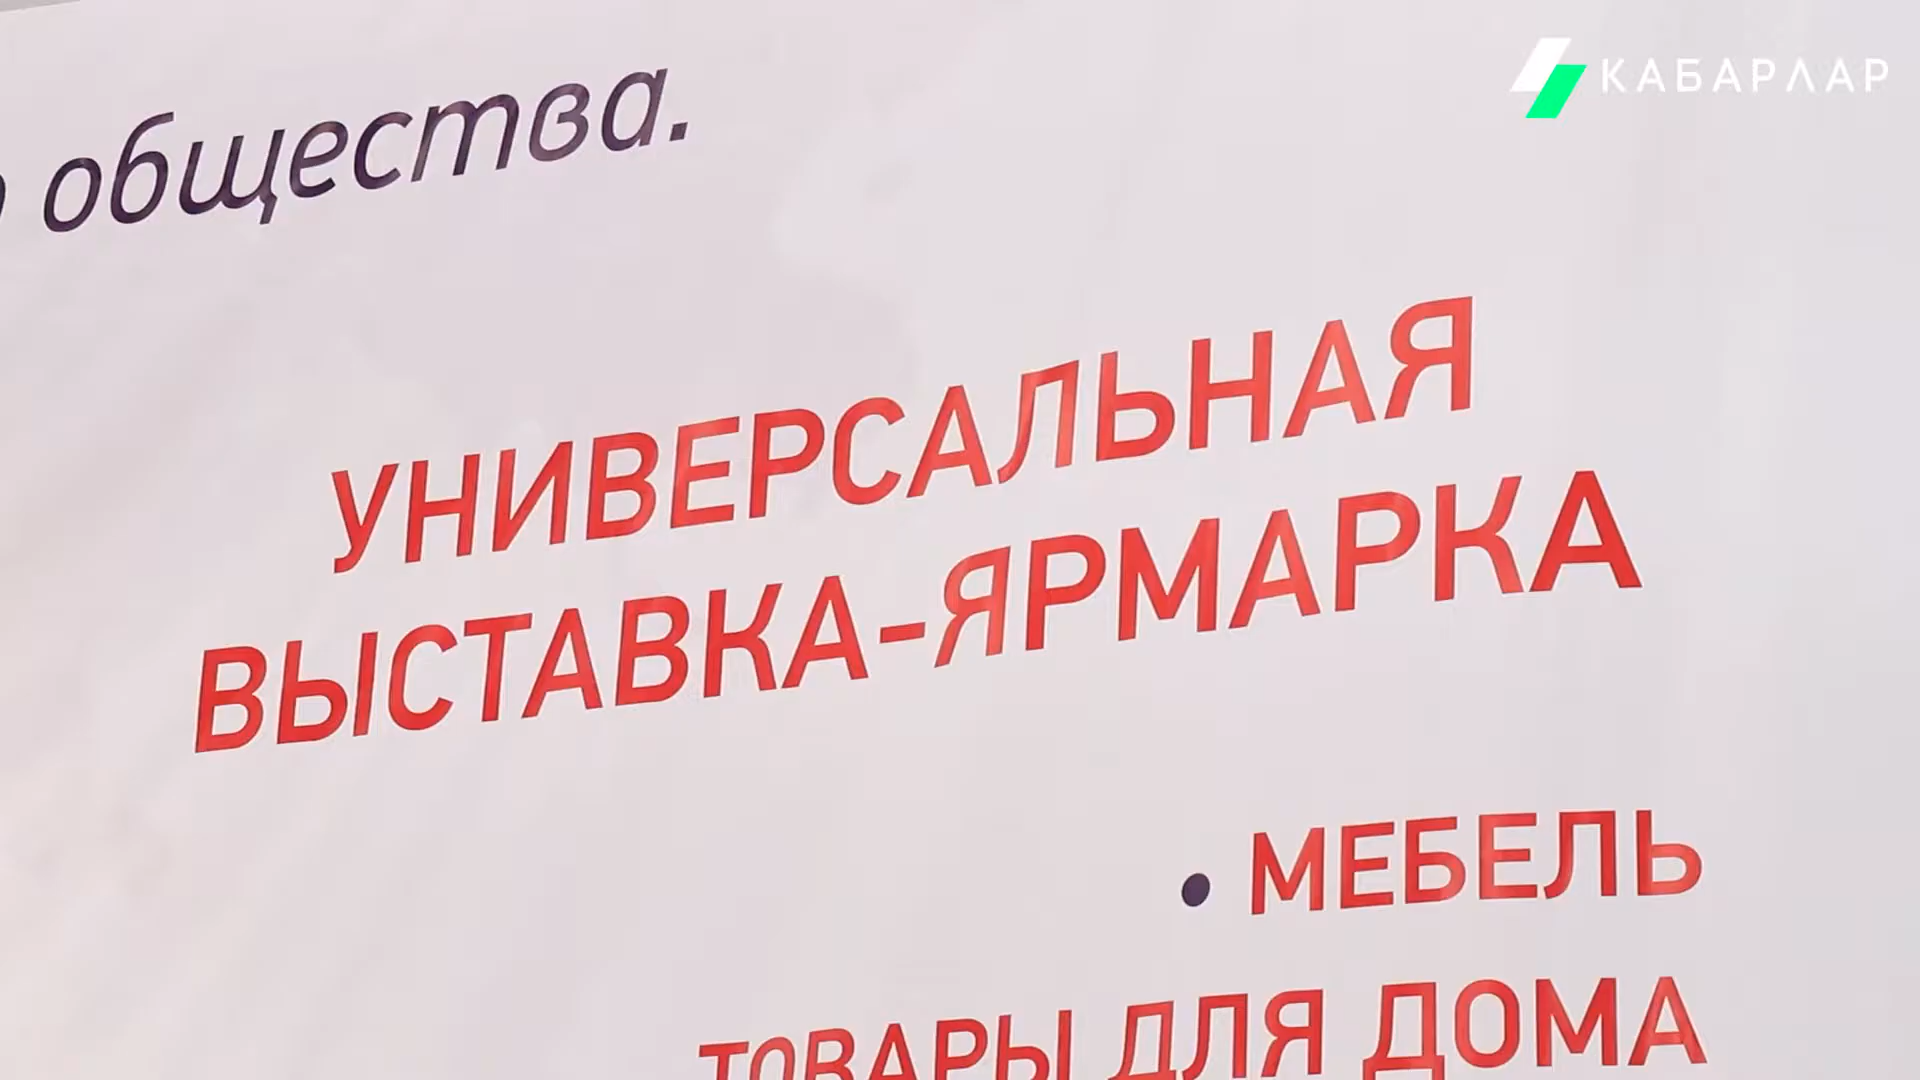 КАБАРЛАР
общества.
УНИВЕРСАЛЬНАЯ
ВЫСТАВКА-ЯРМАРКА
• МЕБЕЛЬ
ТОВАРЫ ДЛЯ ДОМА